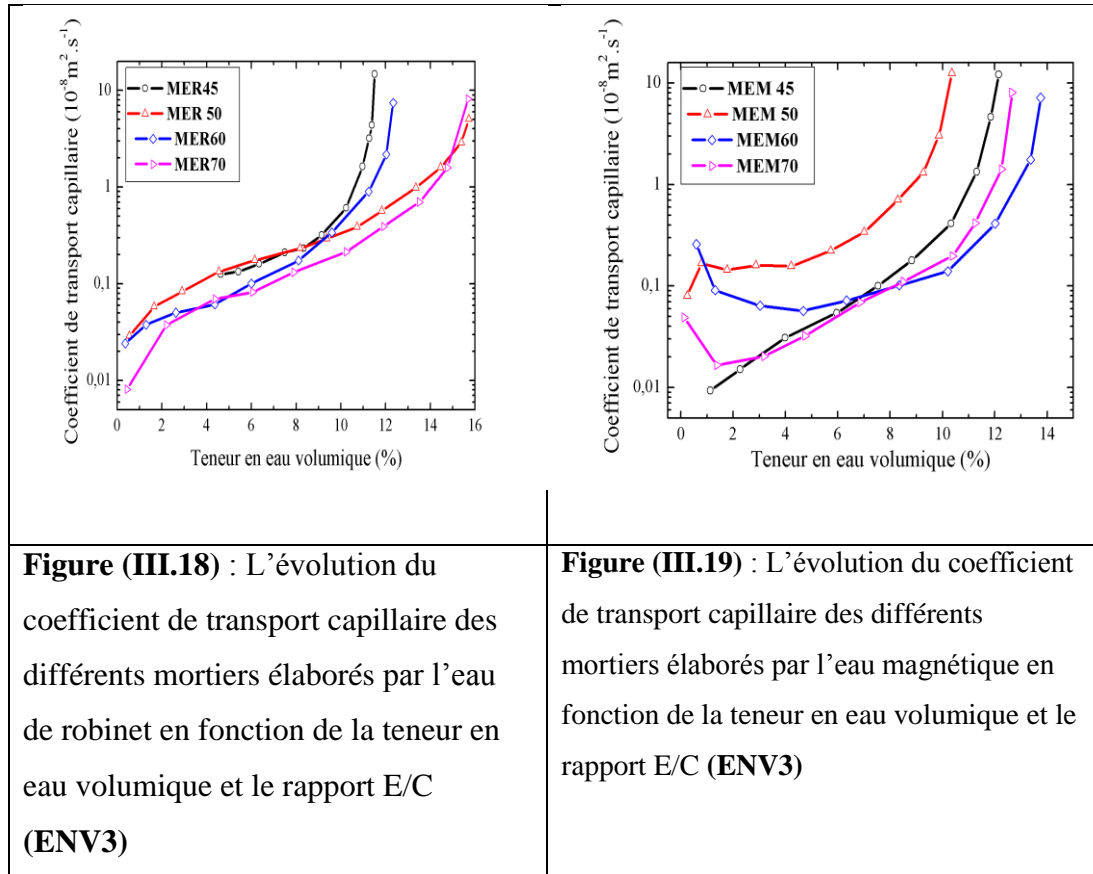 Coefficient de transport capillaire (10⁻⁸m².s⁻¹)
10
1
0,1
0,01
MER45
MER 50
MER60
MER70
0 2 4 6 8 10 12 14 16
Teneur en eau volumique (%)
Coefficient de transport capillaire (10⁻⁸m².s⁻¹)
10
1
0,1
0,01
MEM 45
MEM 50
MEM60
MEM70
0 2 4 6 8 10 12 14
Teneur en eau volumique (%)
Figure (III.18) : L’évolution du
coefficient de transport capillaire des
différents mortiers élaborés par l’eau
de robinet en fonction de la teneur en
eau volumique et le rapport E/C
(ENV3)
Figure (III.19) : L’évolution du coefficient
de transport capillaire des différents
mortiers élaborés par l’eau magnétique en
fonction de la teneur en eau volumique et le
rapport E/C (ENV3)